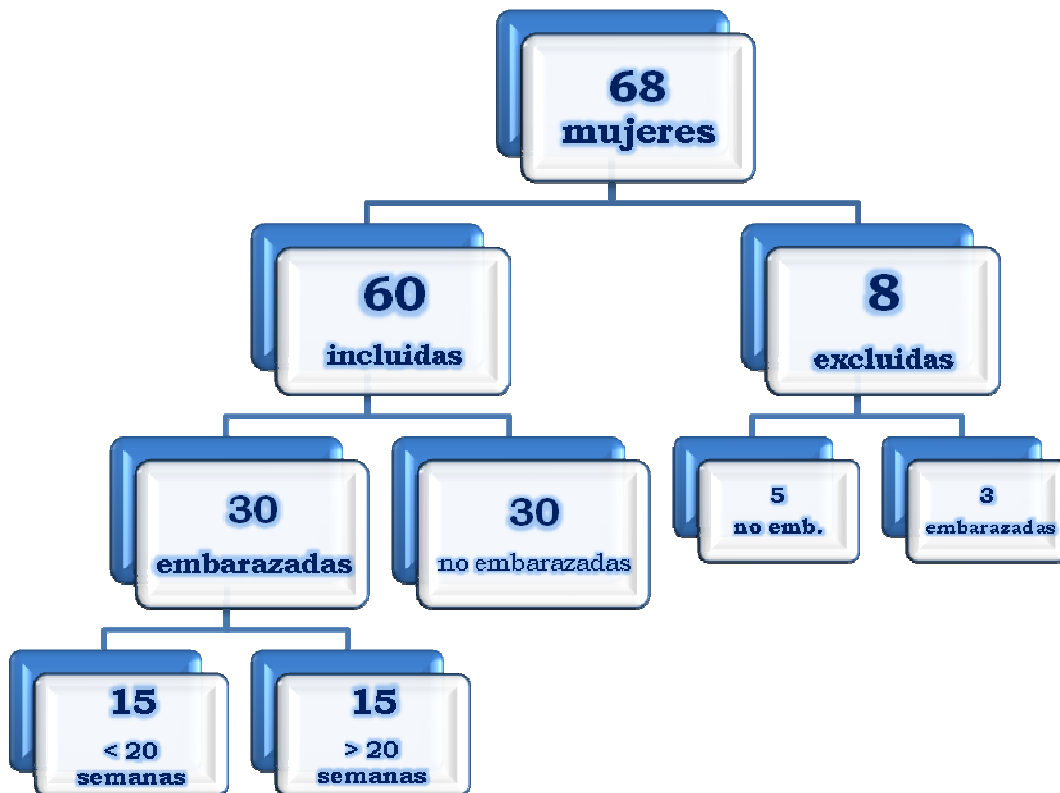 68
mujeres
60
incluidas
8
excluidas
30
embarazadas
30
no embarazadas
5
no emb.
3
embarazadas
15
< 20
semanas
15
> 20
semanas